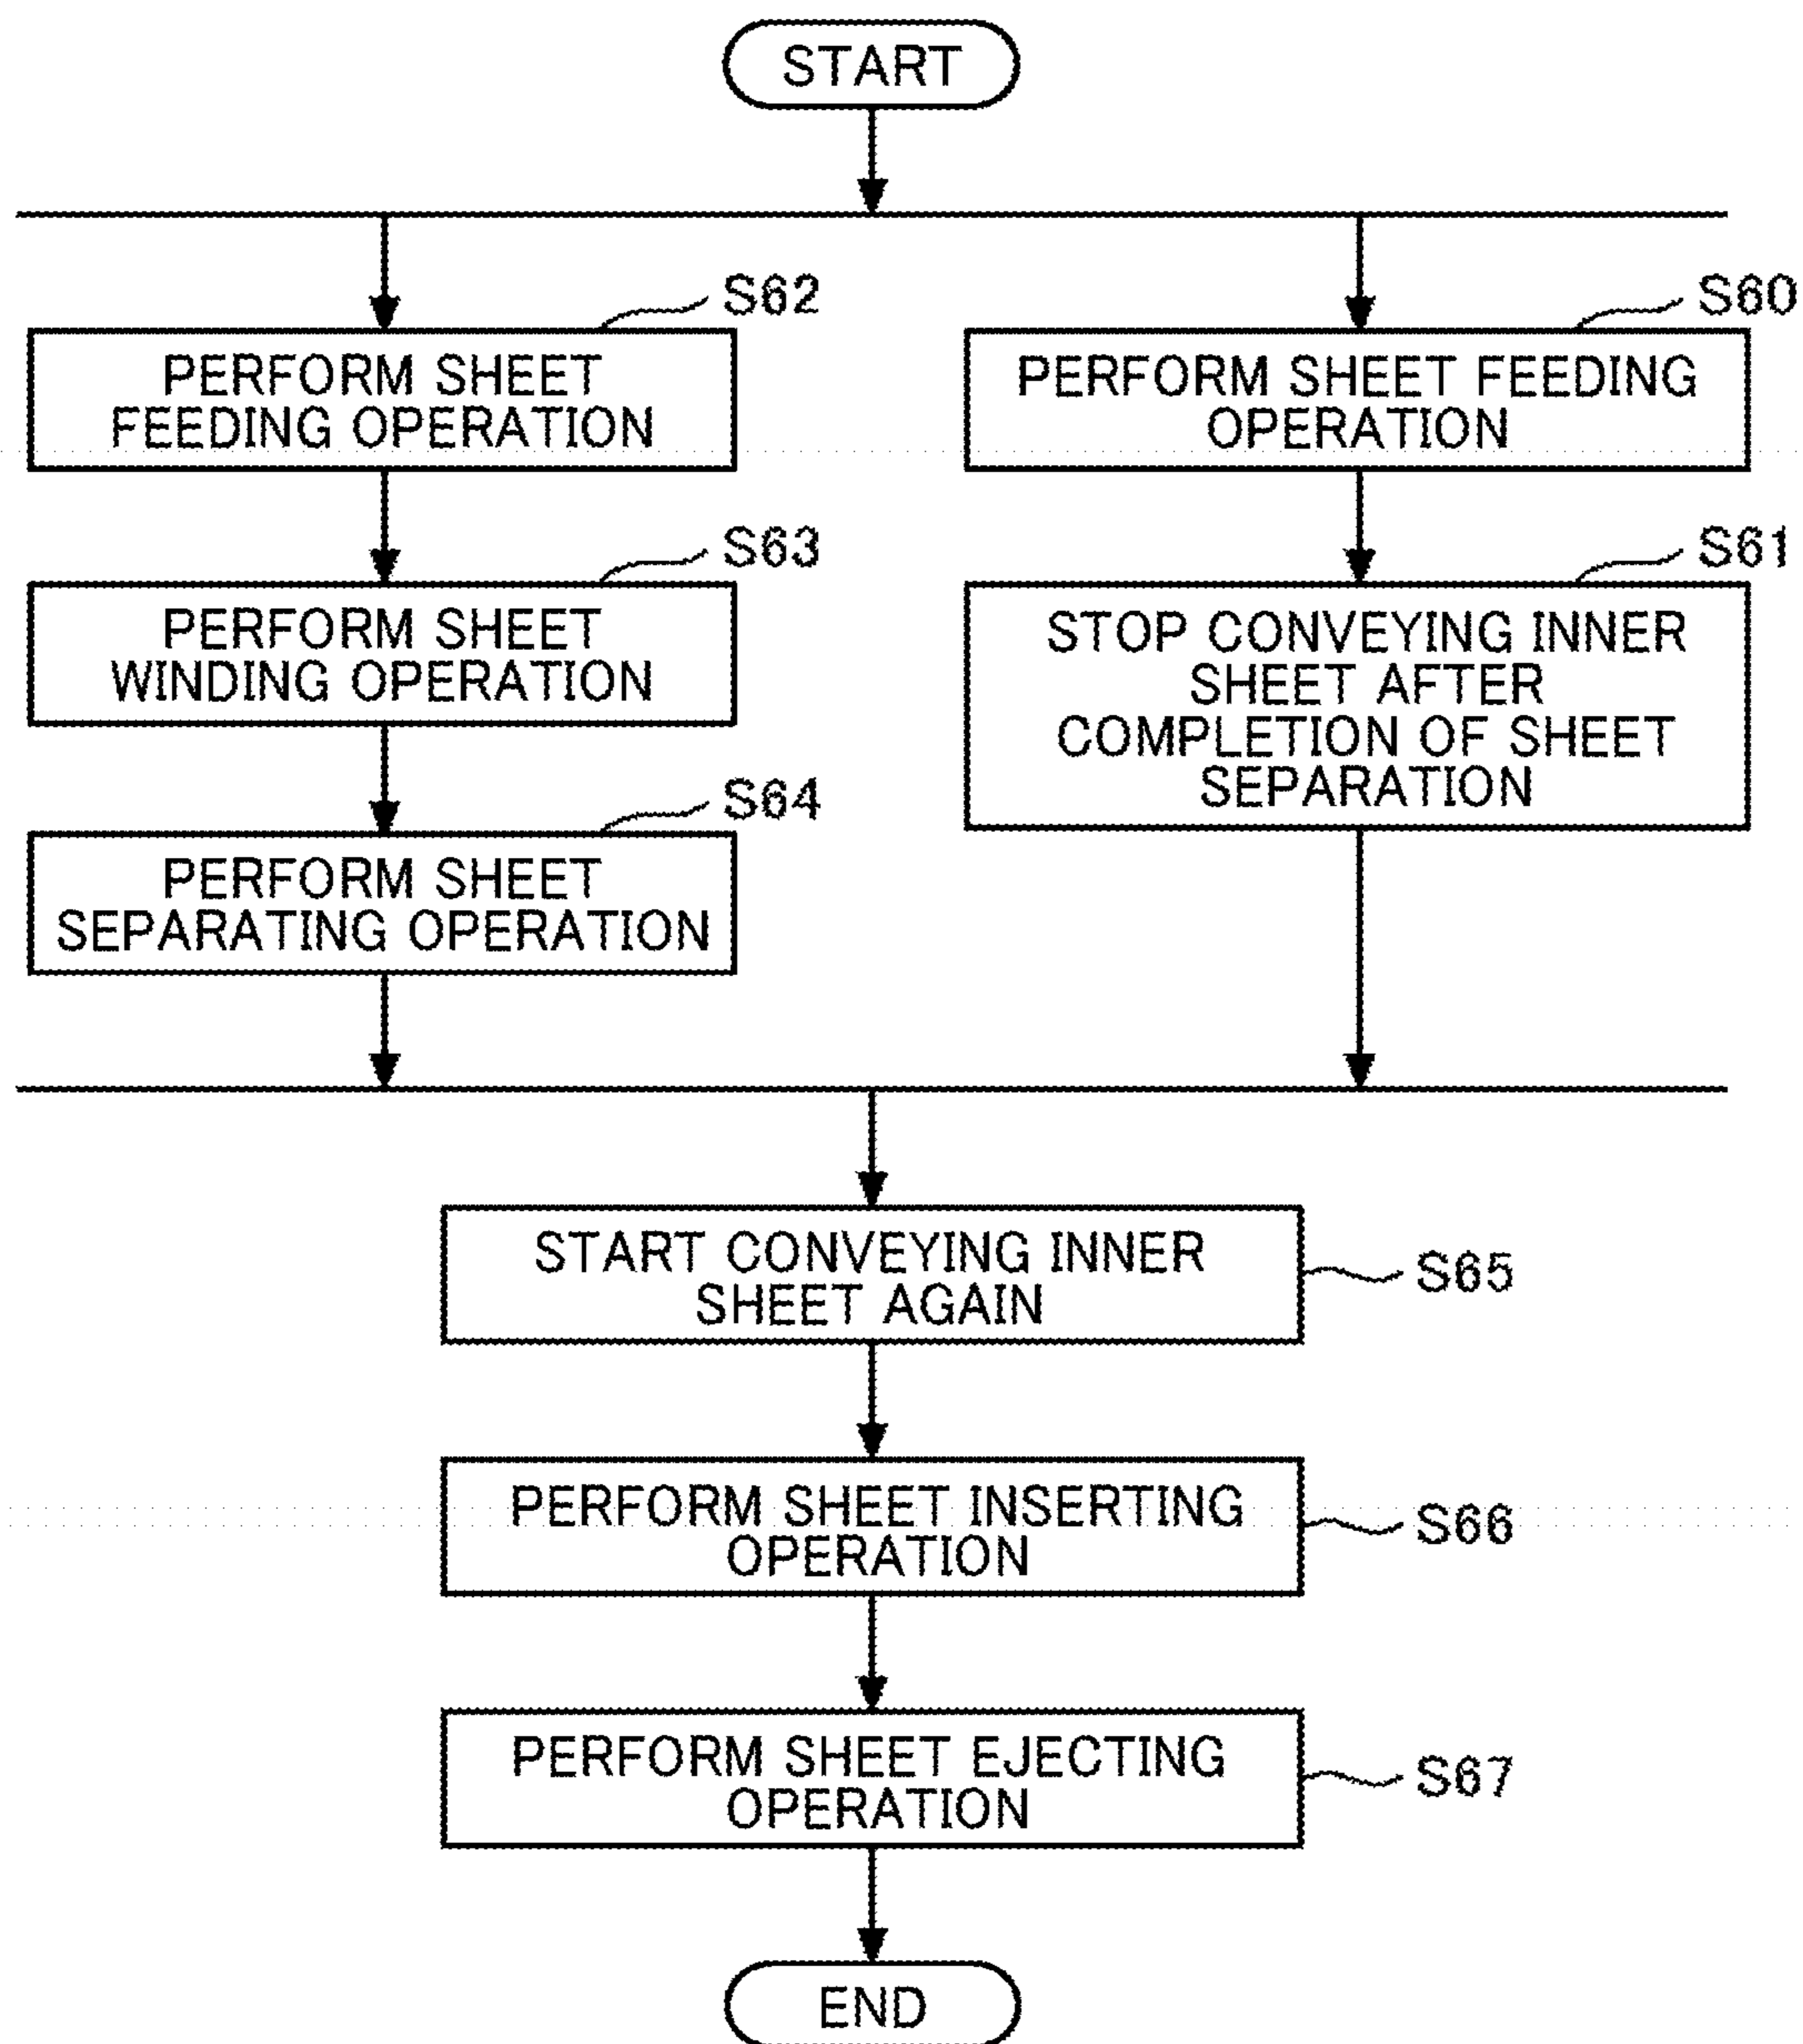 START
S62
PERFORM SHEET
FEEDING OPERATION
S63
PERFORM SHEET
WINDING OPERATION
S64
PERFORM SHEET
SEPARATING OPERATION
S60
PERFORM SHEET FEEDING
OPERATION
S61
STOP CONVEYING INNER
SHEET AFTER
COMPLETION OF SHEET
SEPARATION
START CONVEYING INNER
SHEET AGAIN
S65
PERFORM SHEET INSERTING
OPERATION
S66
PERFORM SHEET EJECTING
OPERATION
S67
END